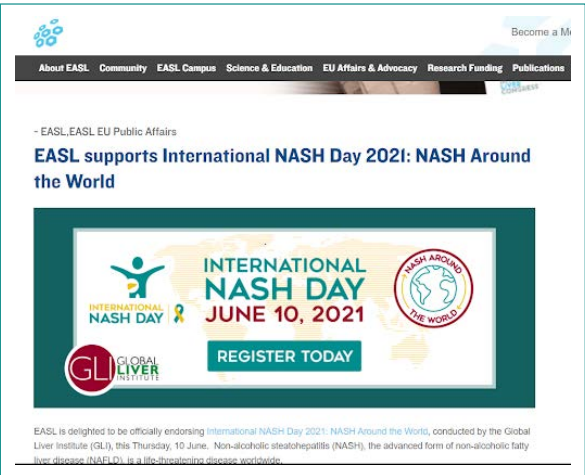 Become a Me
About EASL Community EASL Campus Science & Education EU Affairs & Advocacy Research Funding Publications
LIVER
CONGRESS
- EASL,EASL EU Public Affairs
EASL supports International NASH Day 2021: NASH Around
the World
INTERNATIONAL
NASH DAY
INTERNATIONAL
NASH DAY
JUNE 10, 2021
NASH AROUND
THE WORLD
GLI GLOBAL
LIVER
INSTITUTE
REGISTER TODAY
EASL is delighted to be officially endorsing International NASH Day 2021: NASH Around the World, conducted by the Global
Liver Institute (GLI), this Thursday, 10 June. Non-alcoholic steatohepatitis (NASH), the advanced form of non-alcoholic fatty
liver disease (NAFLD), is a life-threatening disease worldwide.